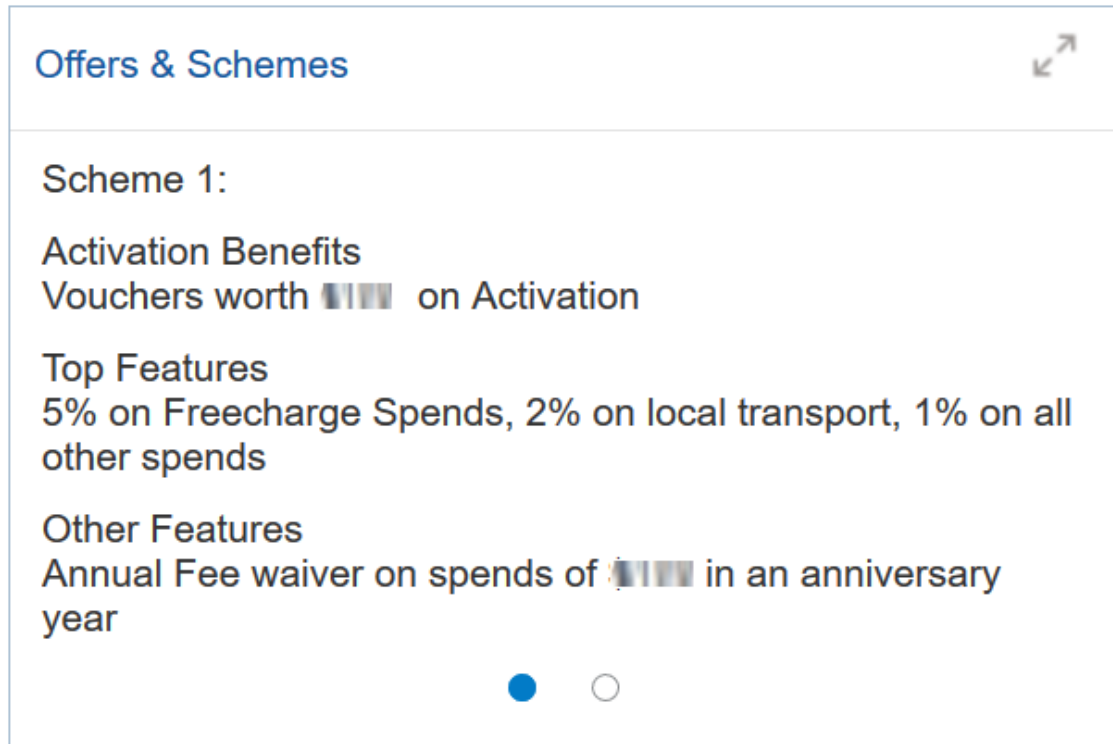 Offers & Schemes
Scheme 1:
Activation Benefits
Vouchers worth on Activation
Top Features
5% on Freecharge Spends, 2% on local transport, 1% on all
other spends
Other Features
Annual Fee waiver on spends of in an anniversary
year